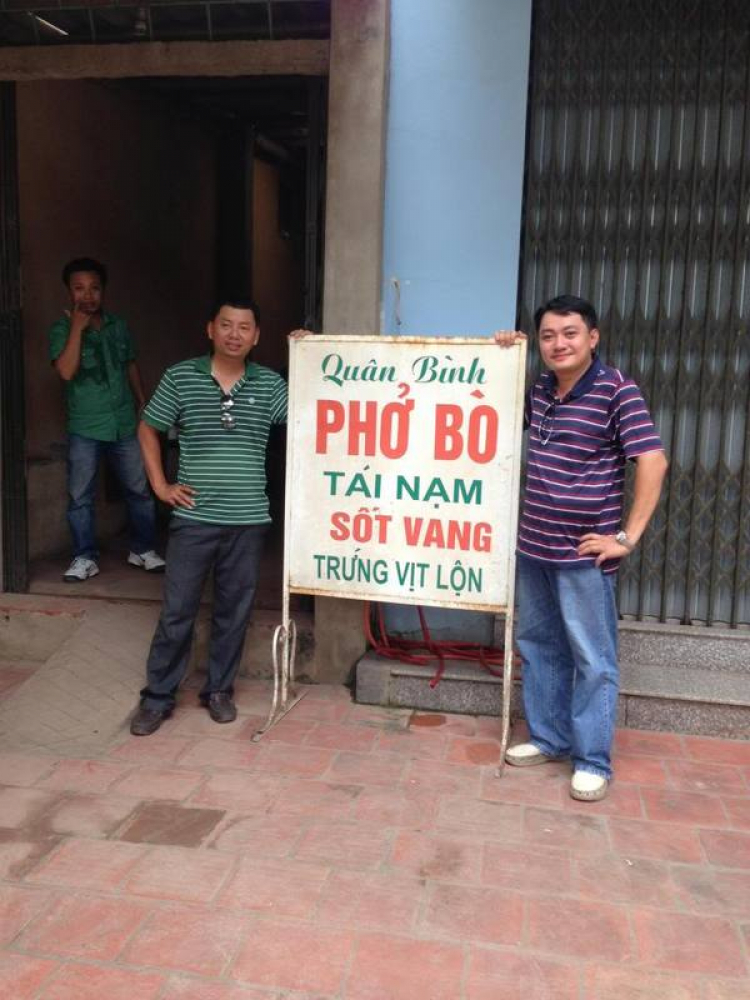 Quân Bình
PHỞ BÒ
TÁI NẠM
SỐT VANG
TRỨNG VỊT LỘN